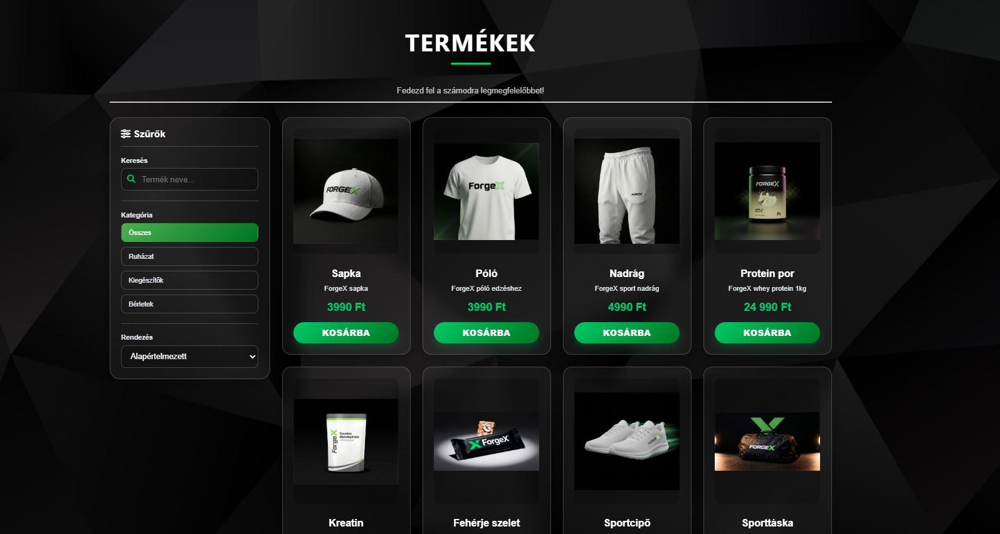 TERMÉKEK
Fedezd fel a számodra legmegfelelőbbet!
Szűrők
Keresés
Termék neve...
Kategória
Összes
Ruházat
Kiegészítők
Bérletek
Rendezés
Alapértelmezett
FORGEX
Sapka
ForgeX sapka
3990 Ft
KOSÁRBA
ForgeX
Póló
ForgeX póló edzéshez
3990 Ft
KOSÁRBA
FORGE
Nadrág
ForgeX sport nadrág
4990 Ft
KOSÁRBA
FORGEX
Protein por
ForgeX whey protein 1kg
24 990 Ft
KOSÁRBA
ForgeX
Creatine
Monohydrate
Kreatin
X ForgeX
Fehérje szelet
FORGEX
Sportcipő
FORGEX
Sporttáska